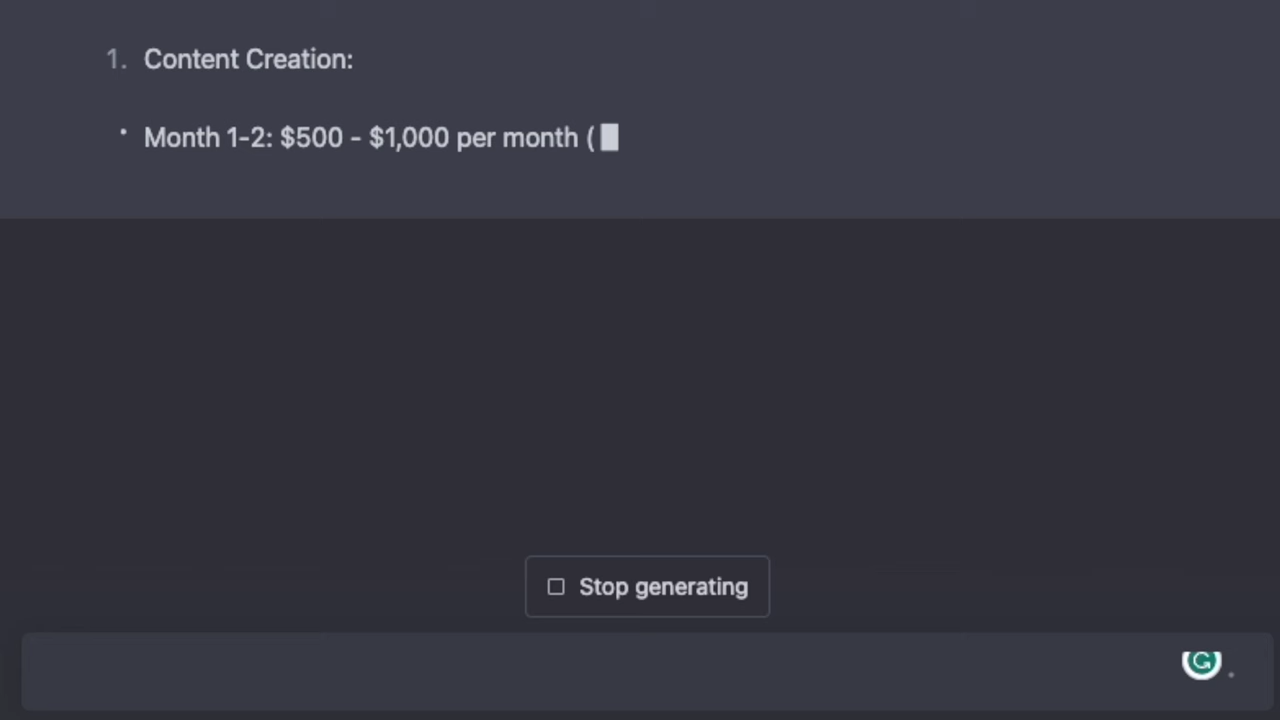 1. Content Creation:
• Month 1-2: $500 - $1,000 per month (
Stop generating